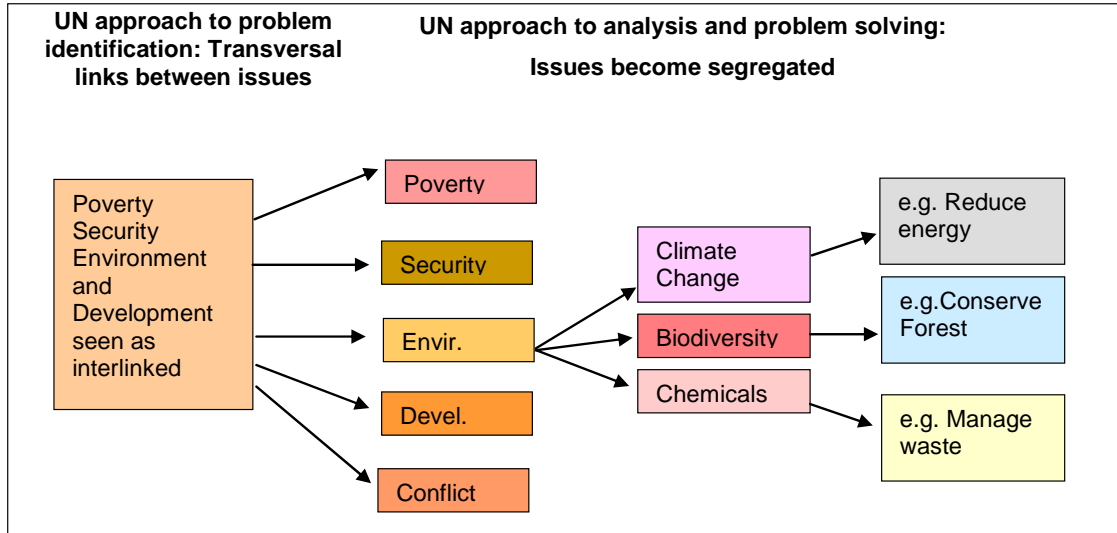 UN approach to problem
identification: Transversal
links between issues
UN approach to analysis and problem solving:
Issues become segregated
Poverty
Security
Environment
and
Development
seen as
interlinked
Poverty
Security
Envir.
Devel.
Conflict
Climate
Change
Biodiversity
Chemicals
e.g. Reduce
energy
e.g.Conserve
Forest
e.g. Manage
waste